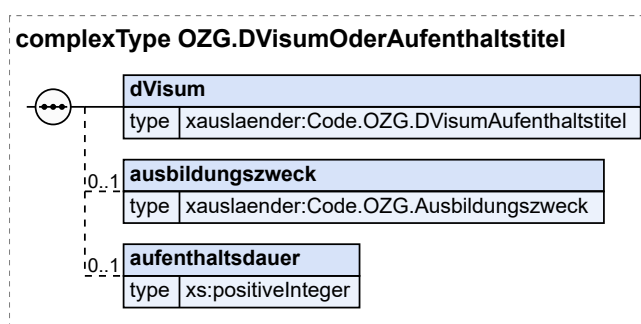 complexType OZG.DVisumOderAufenthaltstitel
dVisum
type xauslaender:Code.OZG.DVisumAufenthaltstitel
0..1 ausbildungszweck
type xauslaender:Code.OZG.Ausbildungszweck
0..1 aufenthaltsdauer
type xs:positiveInteger